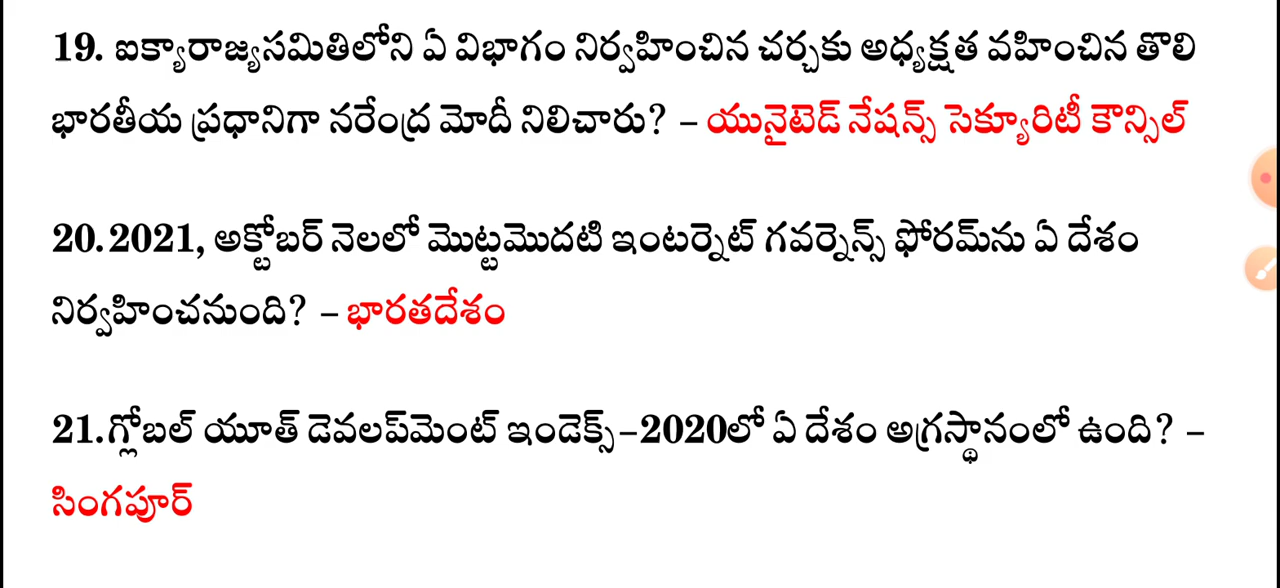 19. ఐక్యారాజ్యసమితిలోని ఏ విభాగం నిర్వహించిన చర్చకు అధ్యక్షత వహించిన తొలి
భారతీయ ప్రధానిగా నరేంద్ర మోదీ నిలిచారు? – యునైటెడ్ నేషన్స్ సెక్యూరిటీ కౌన్సిల్
20. 2021, అక్టోబర్ నెలలో మొట్టమొదటి ఇంటర్నెట్ గవర్నెన్స్ ఫోరమ్‌ను ఏ దేశం
నిర్వహించనుంది? – భారతదేశం
21. గ్లోబల్ యూత్ డెవలప్‌మెంట్ ఇండెక్స్–2020లో ఏ దేశం అగ్రస్థానంలో ఉంది? –
సింగపూర్